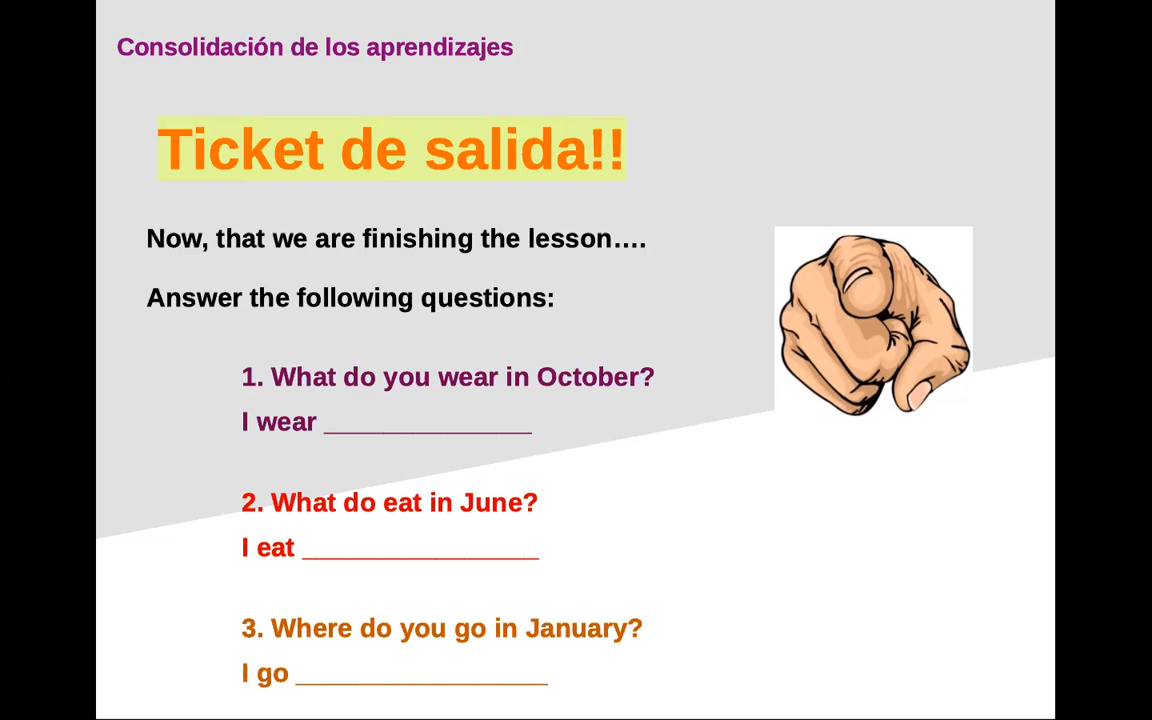 Consolidación de los aprendizajes
Ticket de salida!!
Now, that we are finishing the lesson….
Answer the following questions:
1. What do you wear in October?
I wear ______________
2. What do eat in June?
I eat ________________
3. Where do you go in January?
I go _________________